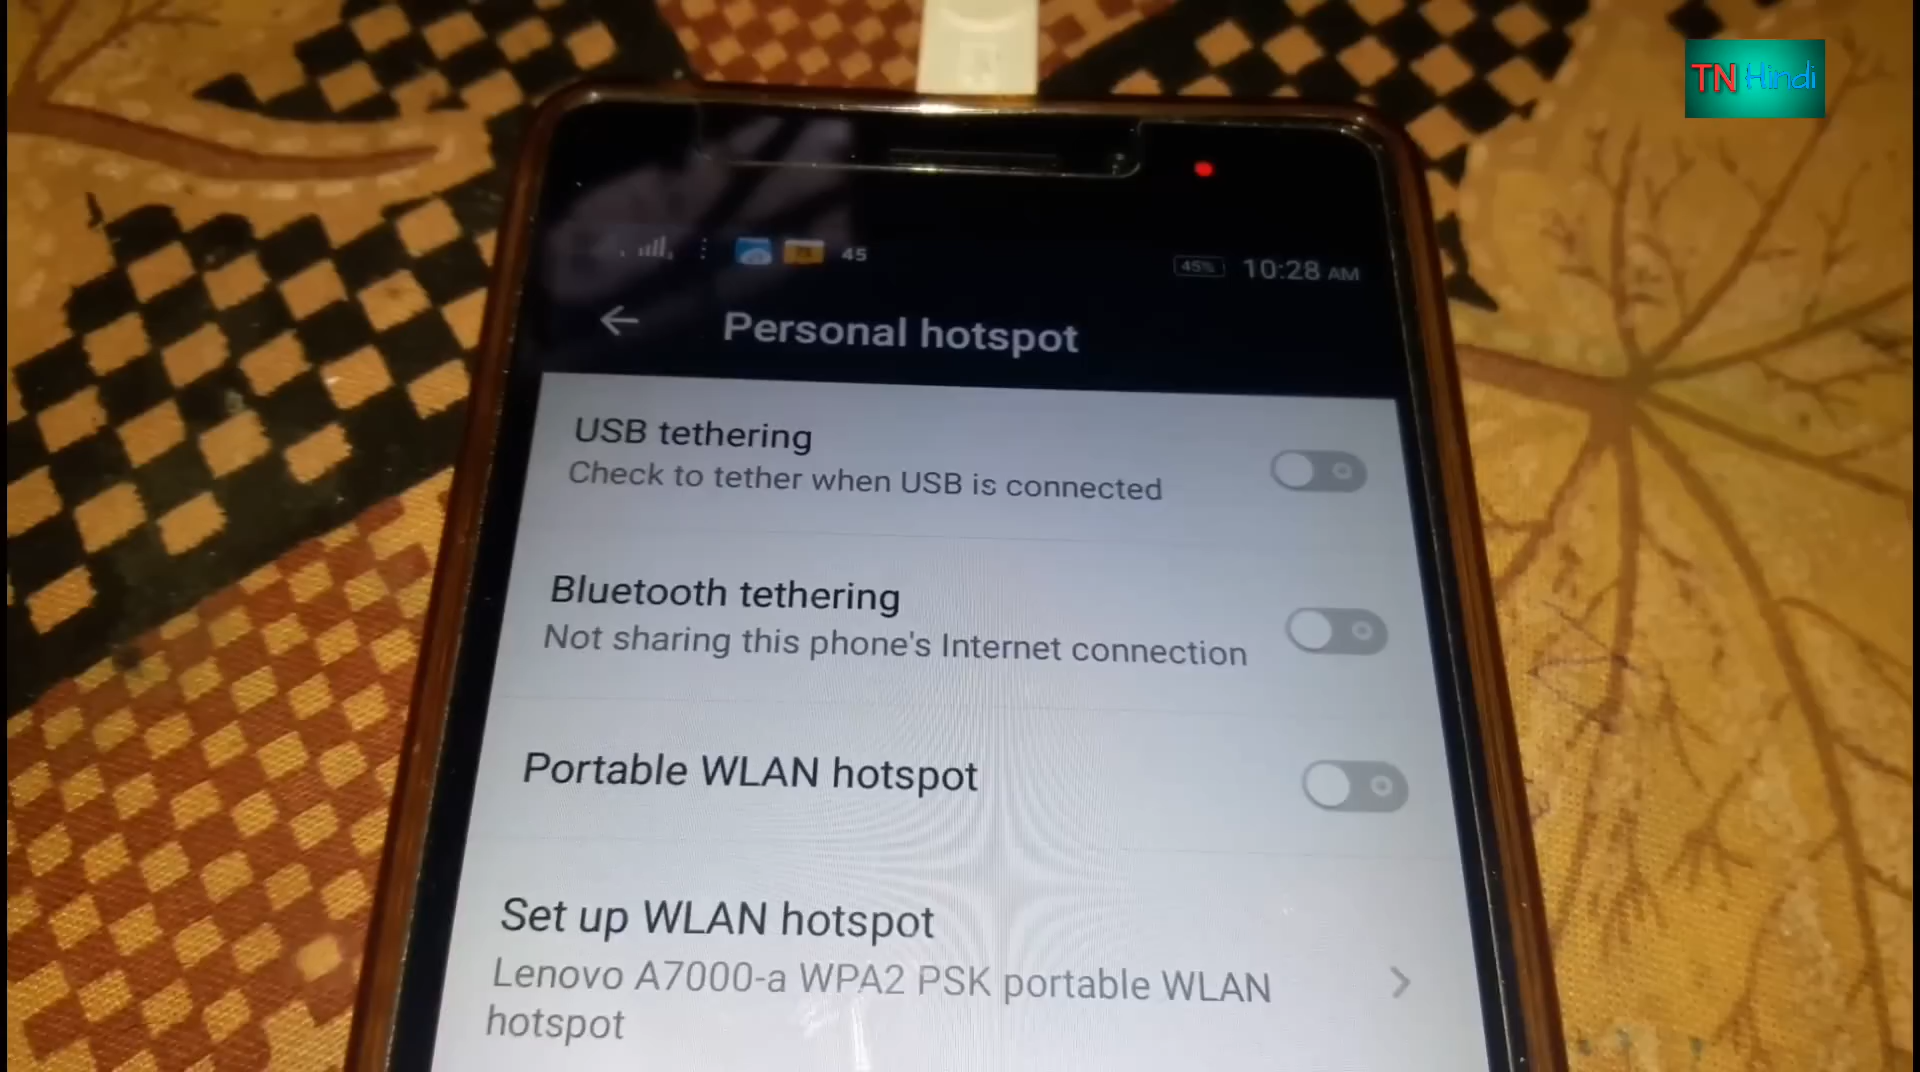 TN Hindi
45
45%
10:28 AM
Personal hotspot
USB tethering
Check to tether when USB is connected
Bluetooth tethering
Not sharing this phone's Internet connection
Portable WLAN hotspot
Set up WLAN hotspot
Lenovo A7000-a WPA2 PSK portable WLAN
hotspot